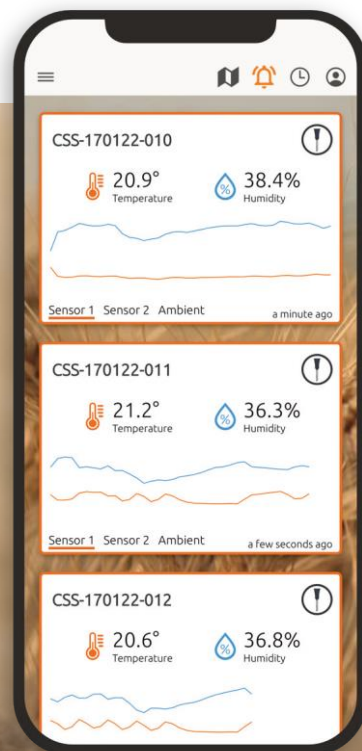 CSS-170122-010
20.9° 38.4%
Temperature Humidity
Sensor 1 Sensor 2 Ambient a minute ago
CSS-170122-011
21.2° % 36.3%
Temperature Humidity
Sensor 1 Sensor 2 Ambient a few seconds ago
CSS-170122-012
20.6° % 36.8%
Temperature Humidity